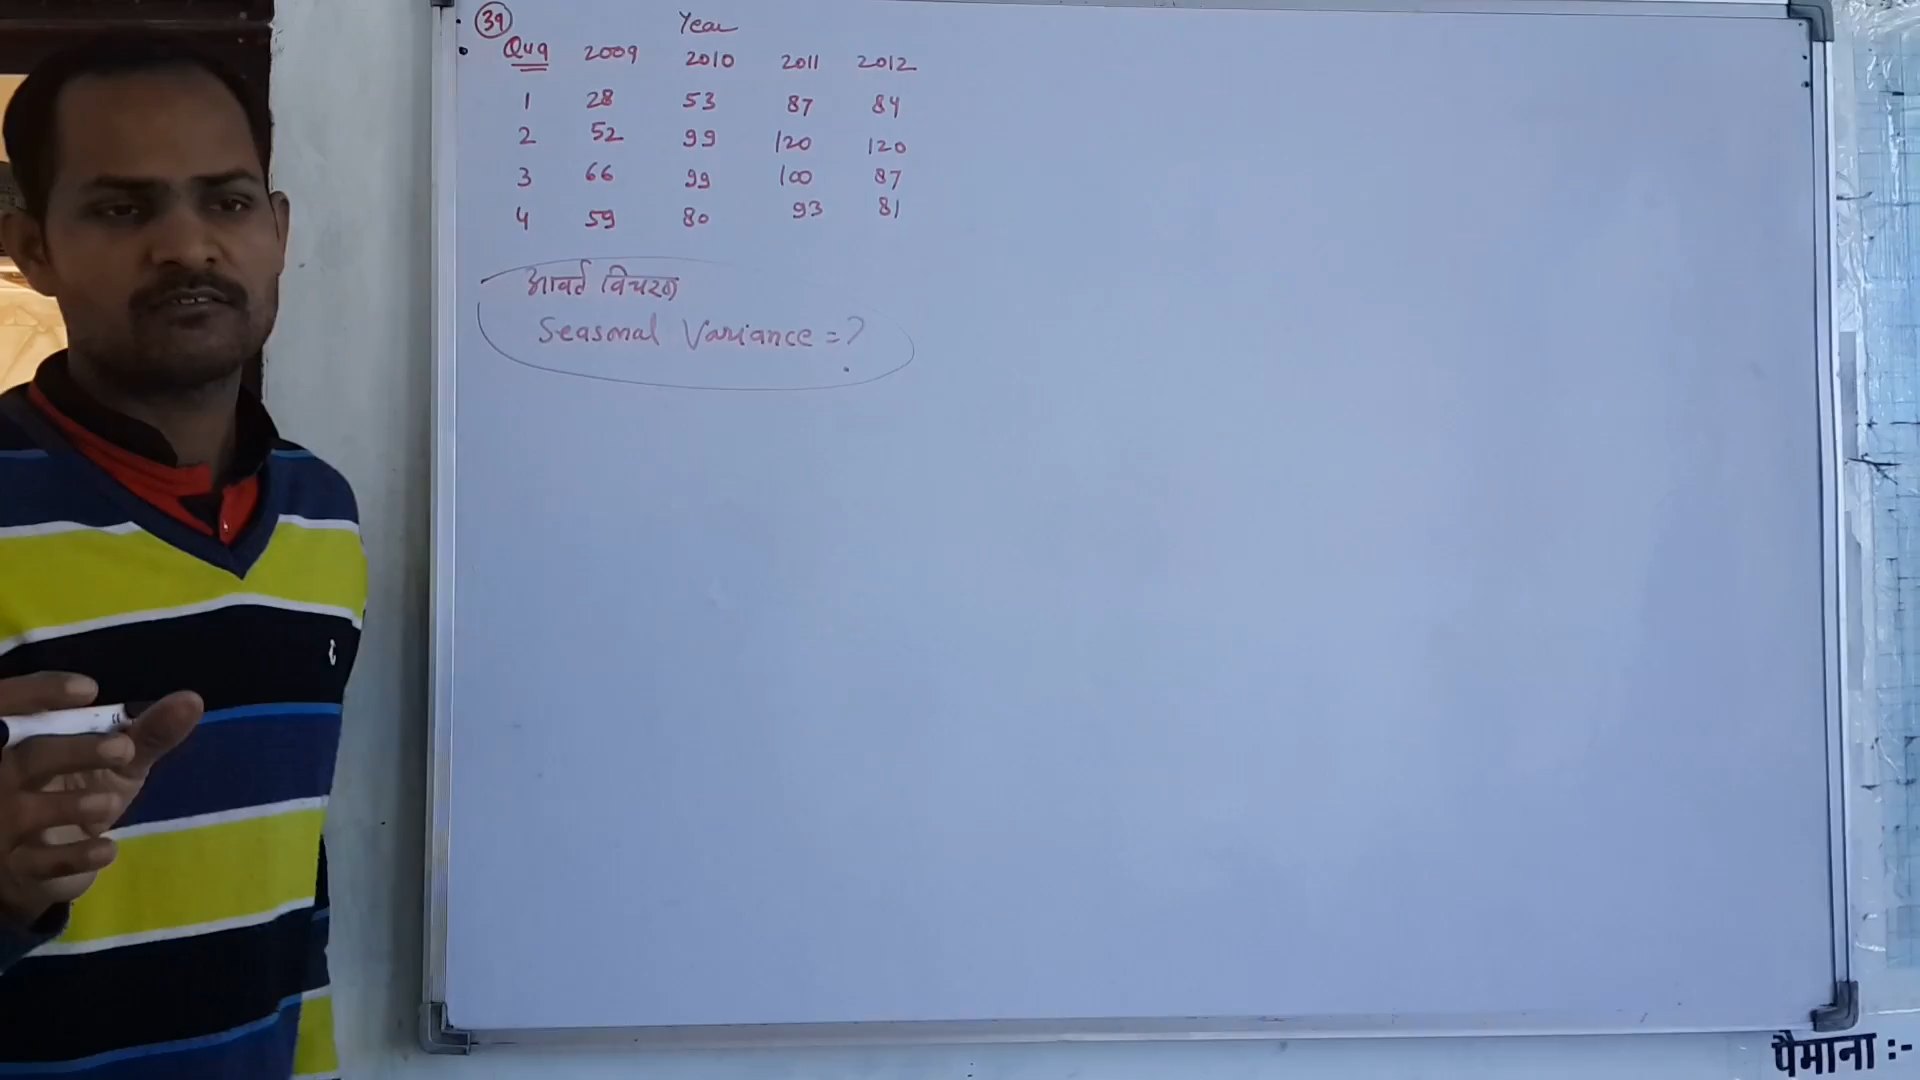 39 Year
Qua 2009 2010 2011 2012
1 28 53 87 84
2 52 99 120 120
3 66 99 100 87
4 59 80 93 81
आवर्त विचरण
Seasonal Variance = ?
पैमाना :-